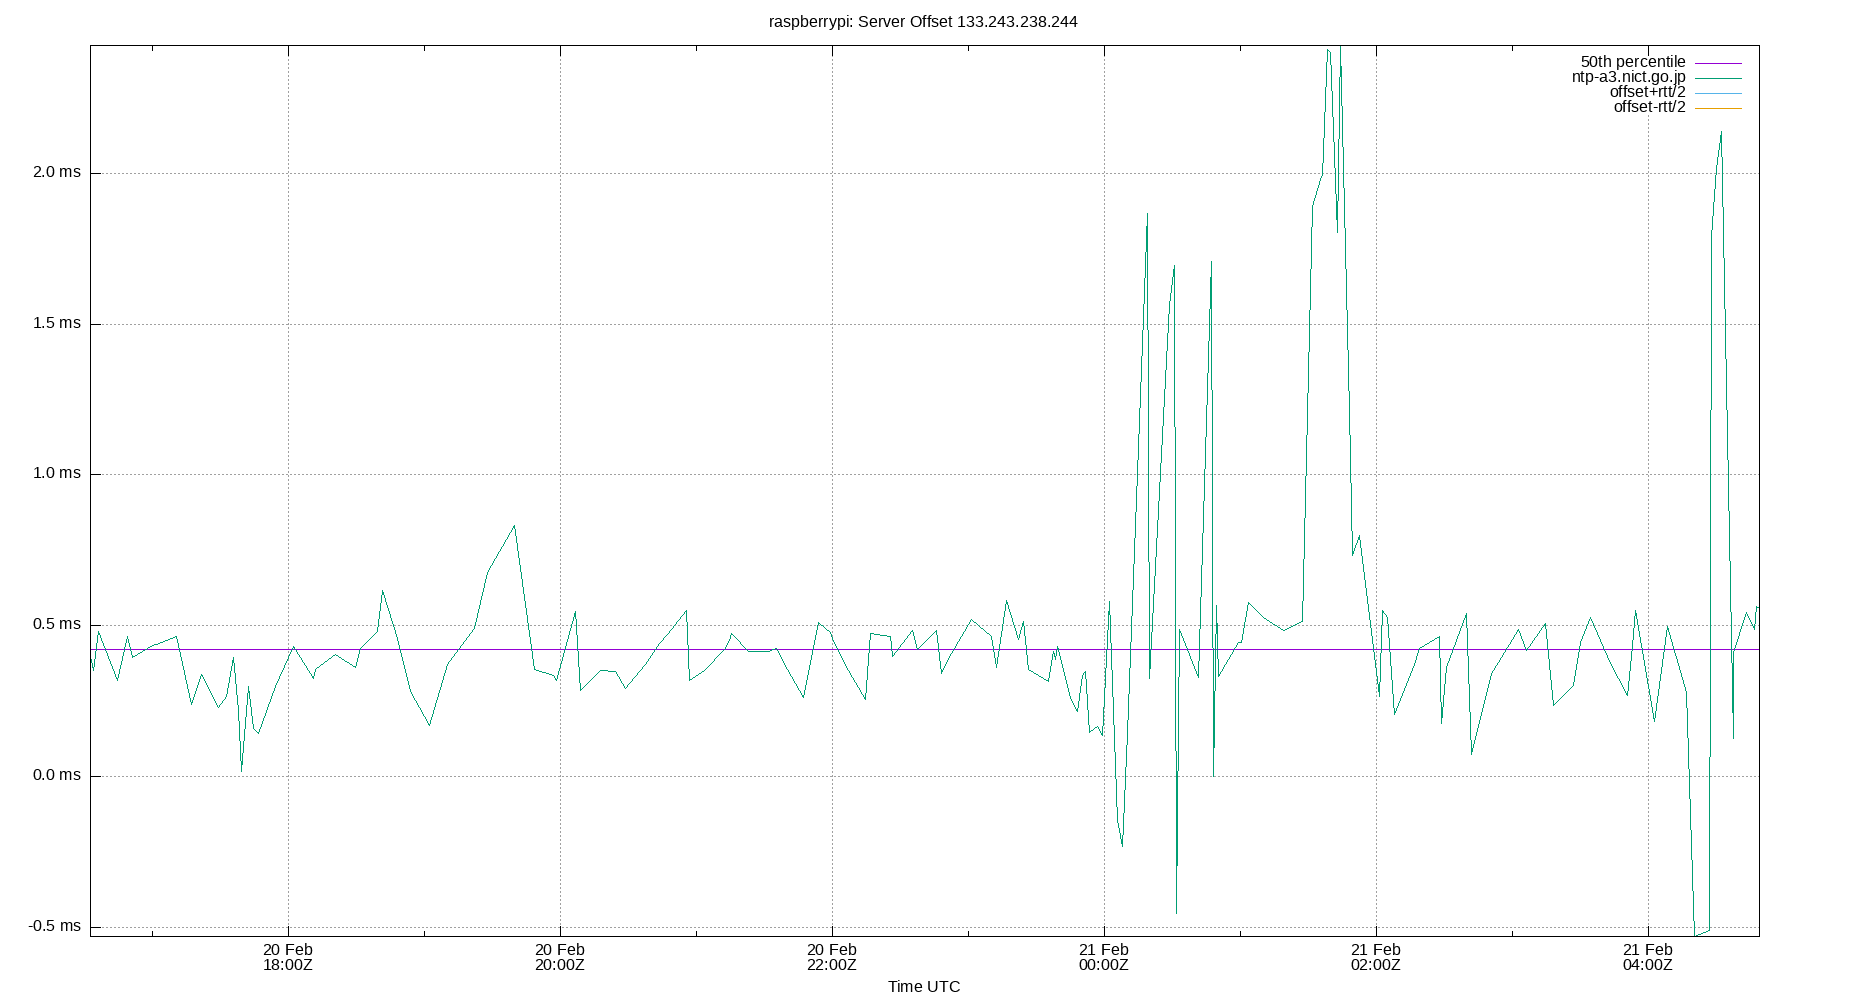 raspberrypi: Server Offset 133.243.238.244
50th percentile
ntp-a3.nict.go.jp
offset+rtt/2
offset-rtt/2
2.0 ms
1.5 ms
1.0 ms
0.5 ms
0.0 ms
-0.5 ms
20 Feb 20 Feb 20 Feb 21 Feb 21 Feb 21 Feb
18:00Z 20:00Z 22:00Z 00:00Z 02:00Z 04:00Z
Time UTC